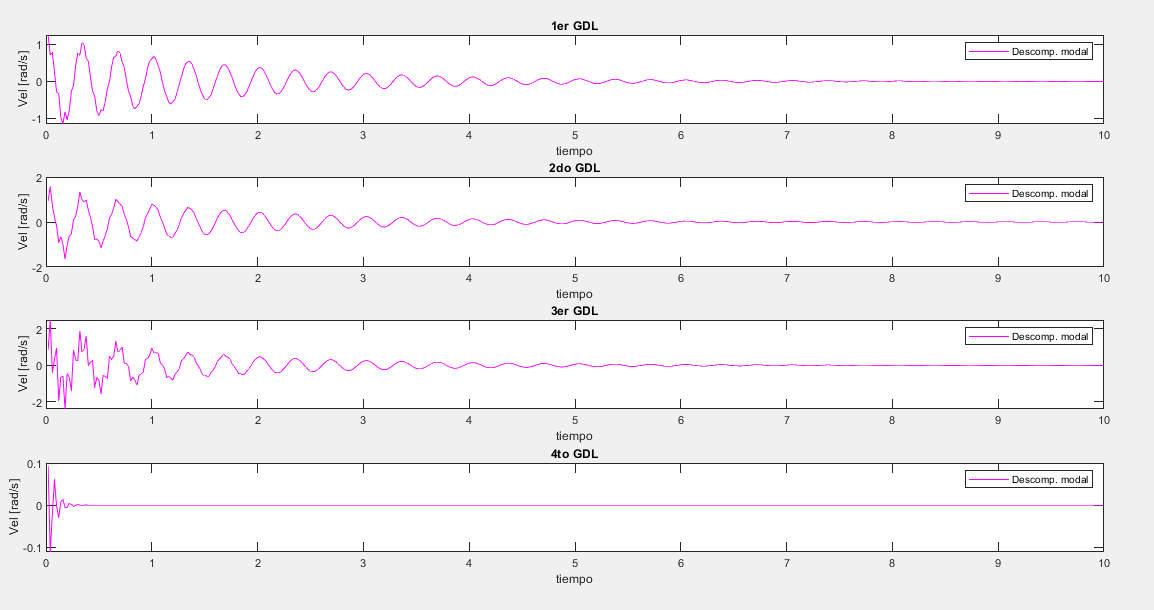 1er GDL
Vel [rad/s]
1
0
-1
Descomp. modal
0 1 2 3 4 5 6 7 8 9 10
tiempo
2do GDL
Vel [rad/s]
2
0
-2
Descomp. modal
0 1 2 3 4 5 6 7 8 9 10
tiempo
3er GDL
Vel [rad/s]
2
0
-2
Descomp. modal
0 1 2 3 4 5 6 7 8 9 10
tiempo
4to GDL
Vel [rad/s]
0.1
0
-0.1
Descomp. modal
0 1 2 3 4 5 6 7 8 9 10
tiempo